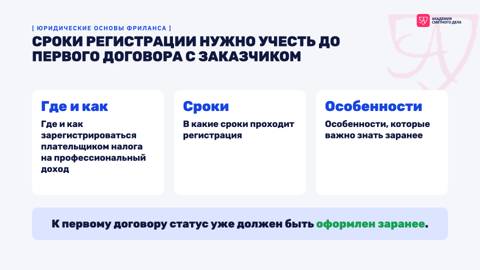 [ ЮРИДИЧЕСКИЕ ОСНОВЫ ФРИЛАНСА ]
АКАДЕМИЯ
СМЕТНОГО ДЕЛА
СРОКИ РЕГИСТРАЦИИ НУЖНО УЧЕСТЬ ДО
ПЕРВОГО ДОГОВОРА С ЗАКАЗЧИКОМ
Где и как
Где и как
зарегистрироваться
плательщиком налога
на профессиональный
доход
Сроки
В какие сроки проходит
регистрация
Особенности
Особенности, которые
важно знать заранее
К первому договору статус уже должен быть оформлен заранее.